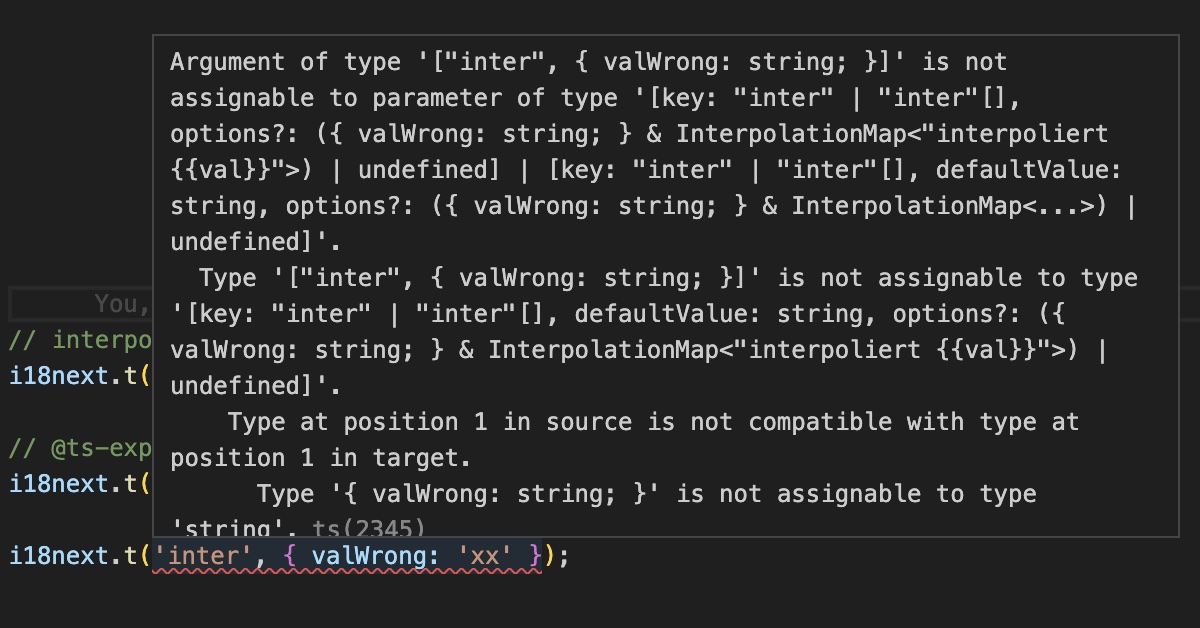 Argument of type '["inter", { valWrong: string; }]' is not
assignable to parameter of type '[key: "inter" | "inter"[],
options?: ({ valWrong: string; } & InterpolationMap<"interpoliert
{{val}}">) | undefined] | [key: "inter" | "inter"[], defaultValue:
string, options?: ({ valWrong: string; } & InterpolationMap<...>) |
undefined]'.
Type '["inter", { valWrong: string; }]' is not assignable to type
'[key: "inter" | "inter"[], defaultValue: string, options?: ({
valWrong: string; } & InterpolationMap<"interpoliert {{val}}">) |
undefined]'.
Type at position 1 in source is not compatible with type at
position 1 in target.
Type '{ valWrong: string; }' is not assignable to type
'string'. ts(2345)
You,
// interpo
i18next.t(
// @ts-exp
i18next.t(
i18next.t('inter', { valWrong: 'xx' });